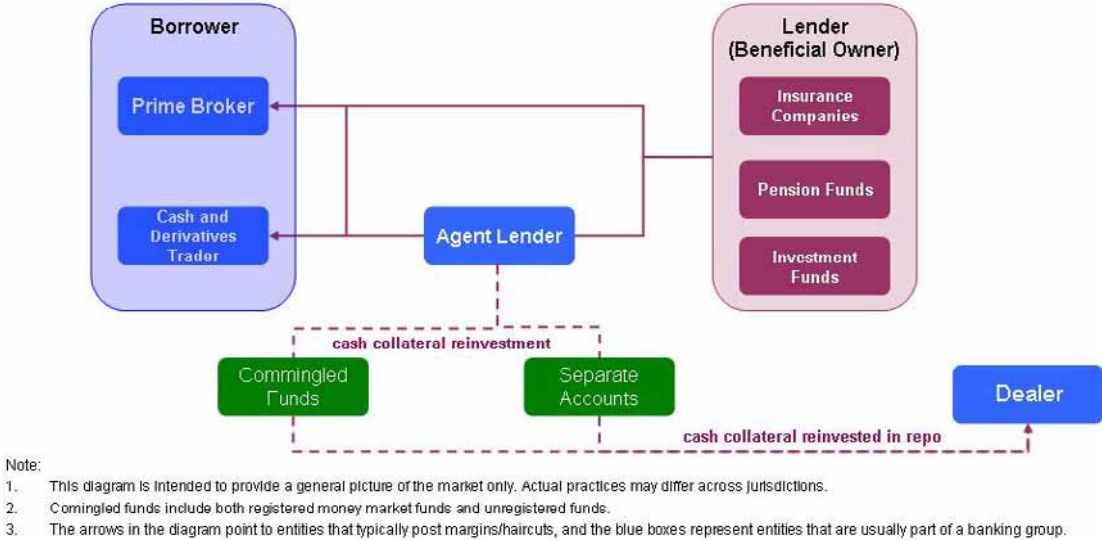 Borrower
Prime Broker
Cash and
Derivatives
Trader
Agent Lender
Lender
(Beneficial Owner)
Insurance
Companies
Pension Funds
Investment
Funds
cash collateral reinvestment
Commingled
Funds
Separate
Accounts
Dealer
cash collateral reinvested in repo
Note:
1. This diagram is intended to provide a general picture of the market only. Actual practices may differ across jurisdictions.
2. Comingled funds include both registered money market funds and unregistered funds.
3. The arrows in the diagram point to entities that typically post margins/haircuts, and the blue boxes represent entities that are usually part of a banking group.